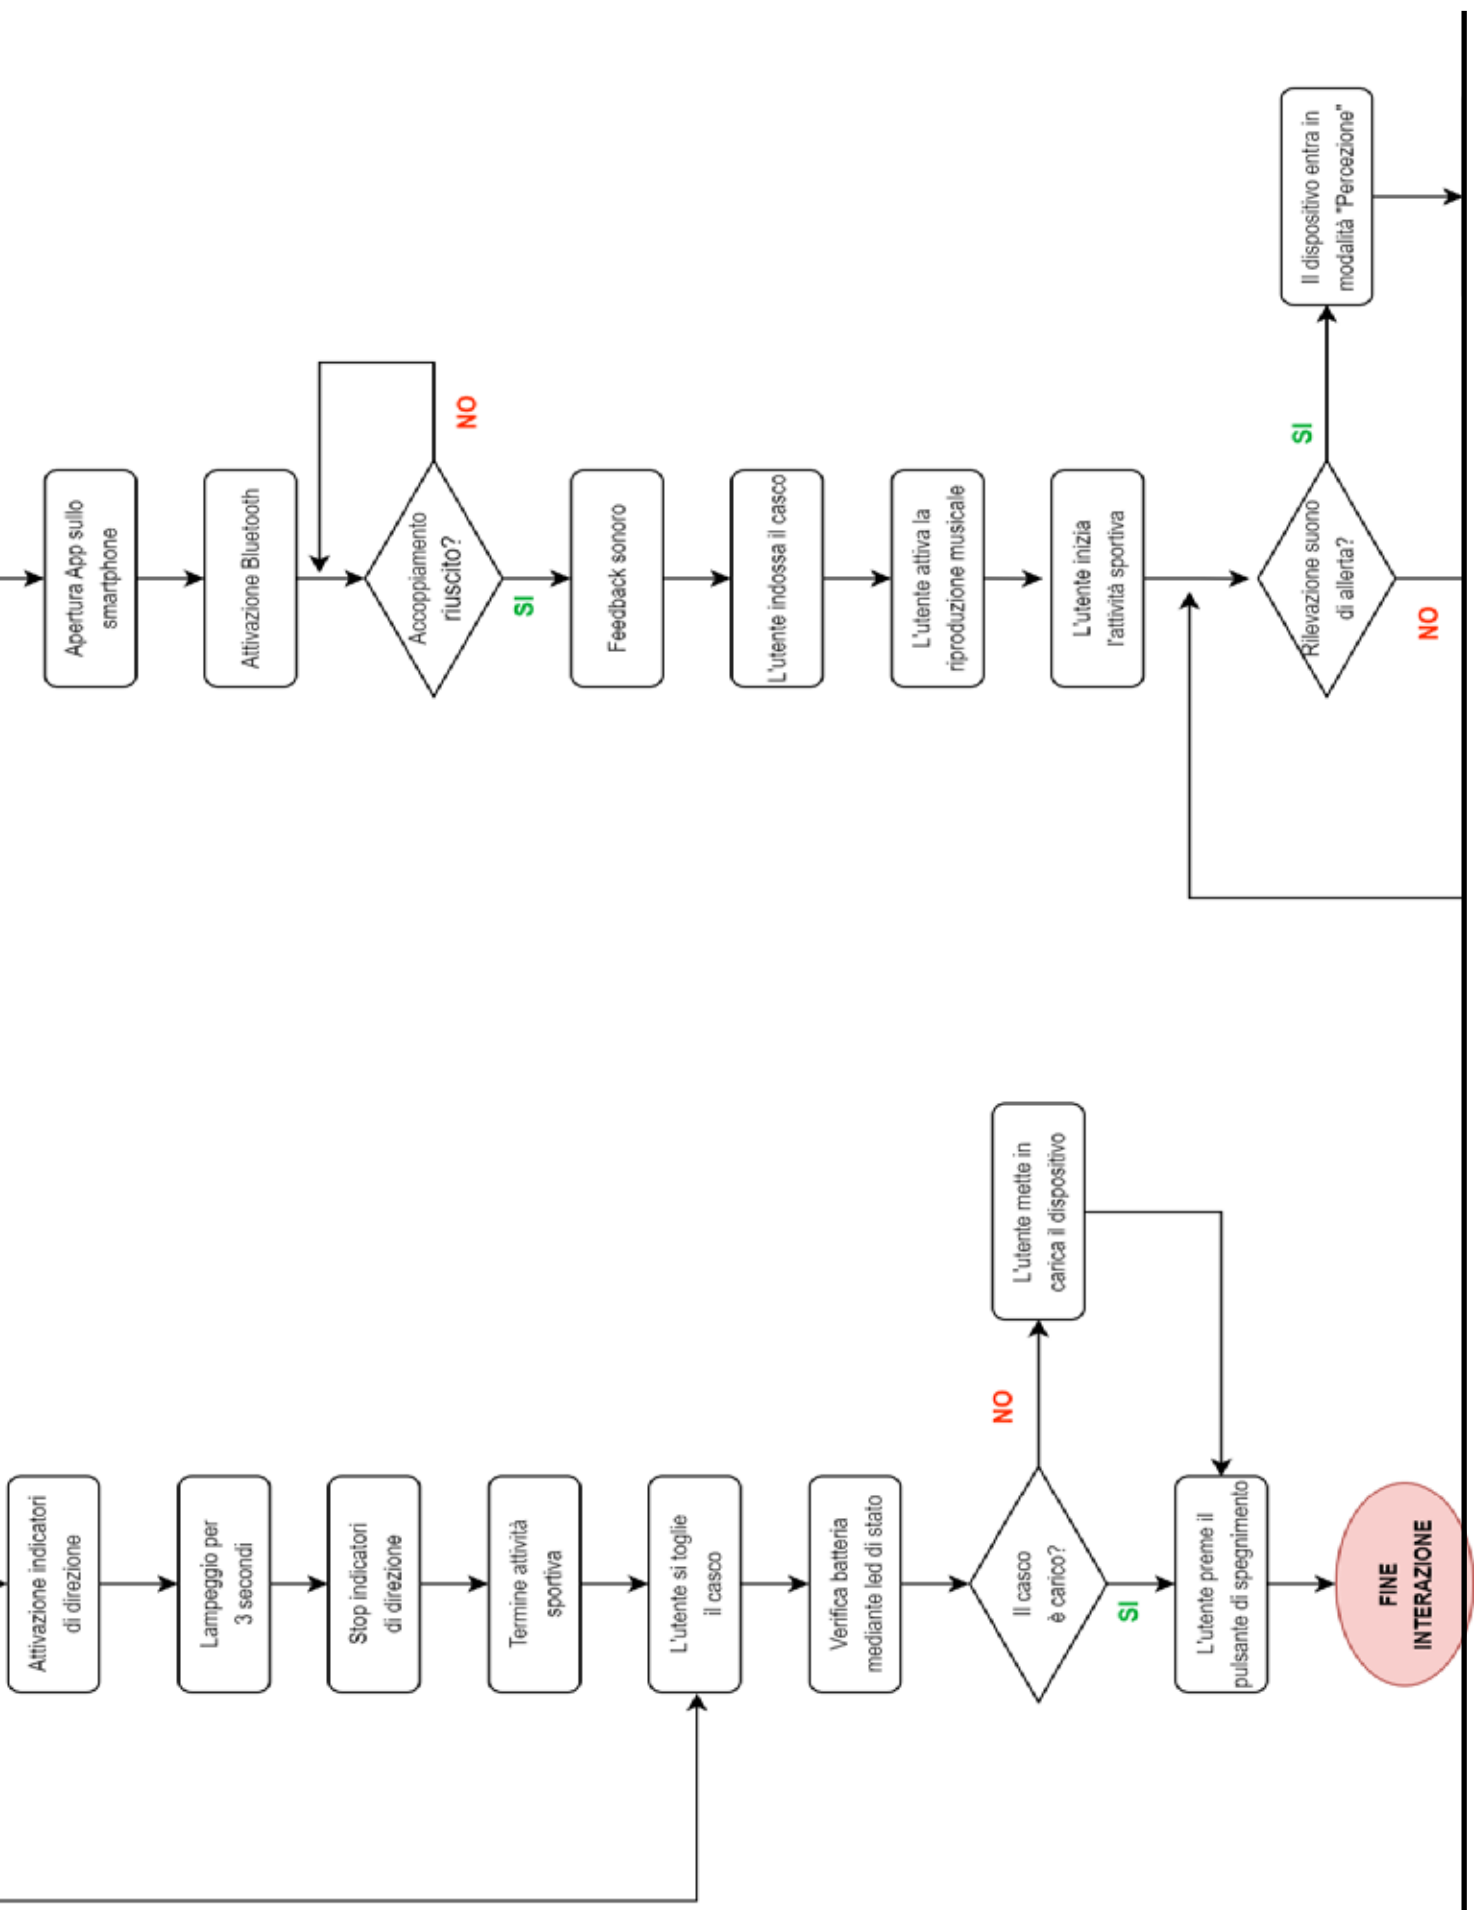 Apertura App sullo
smartphone
Attivazione Bluetooth
Accoppiamento
riuscito?
NO
SI
Feedback sonoro
L'utente indossa il casco
L'utente attiva la
riproduzione musicale
L'utente inizia
l'attività sportiva
Rilevazione suono
di allerta?
SI
NO
Il dispositivo entra in
modalità "Percezione"
Attivazione indicatori
di direzione
Lampeggio per
3 secondi
Stop indicatori
di direzione
Termine attività
sportiva
L'utente si toglie
il casco
Verifica batteria
mediante led di stato
Il casco
è carico?
NO
SI
L'utente mette in
carica il dispositivo
L'utente preme il
pulsante di spegnimento
FINE
INTERAZIONE